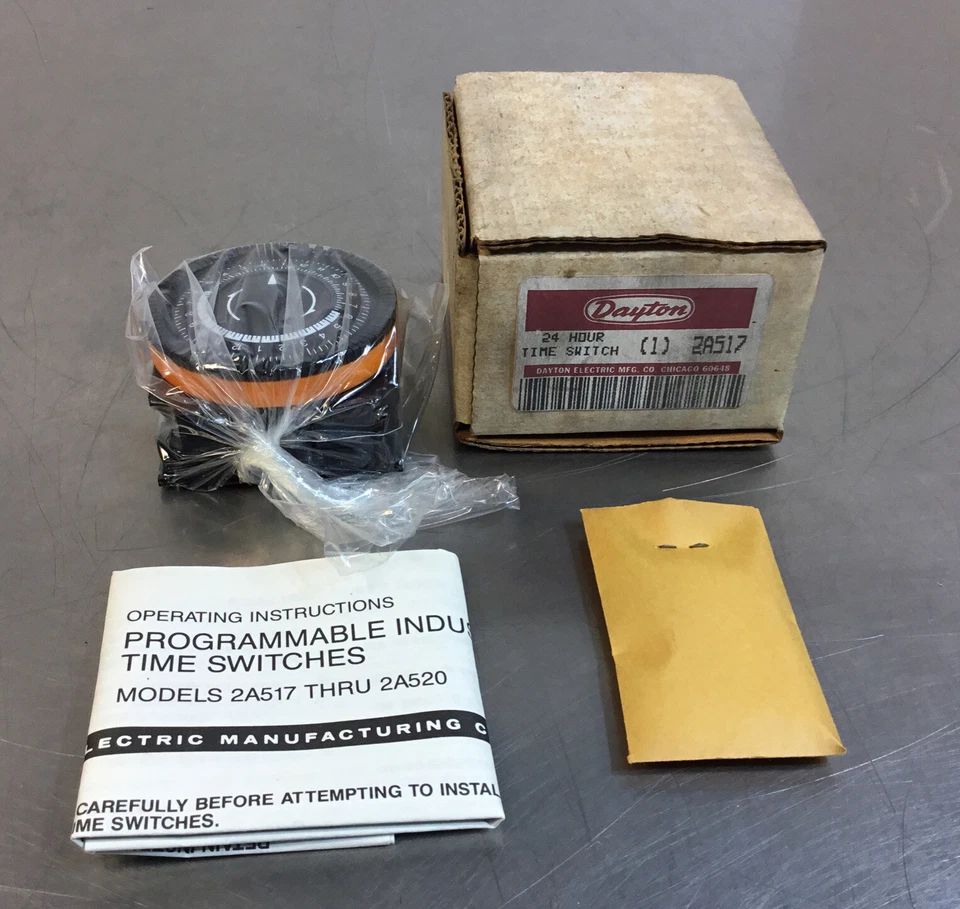 Dayton
24 HOUR
TIME SWITCH (1) 2A517
DAYTON ELECTRIC MFG. CO. CHICAGO 60648
OPERATING INSTRUCTIONS
PROGRAMMABLE INDUS
TIME SWITCHES
MODELS 2A517 THRU 2A520
LECTRIC MANUFACTURING C
CAREFULLY BEFORE ATTEMPTING TO INSTAL
ME SWITCHES.